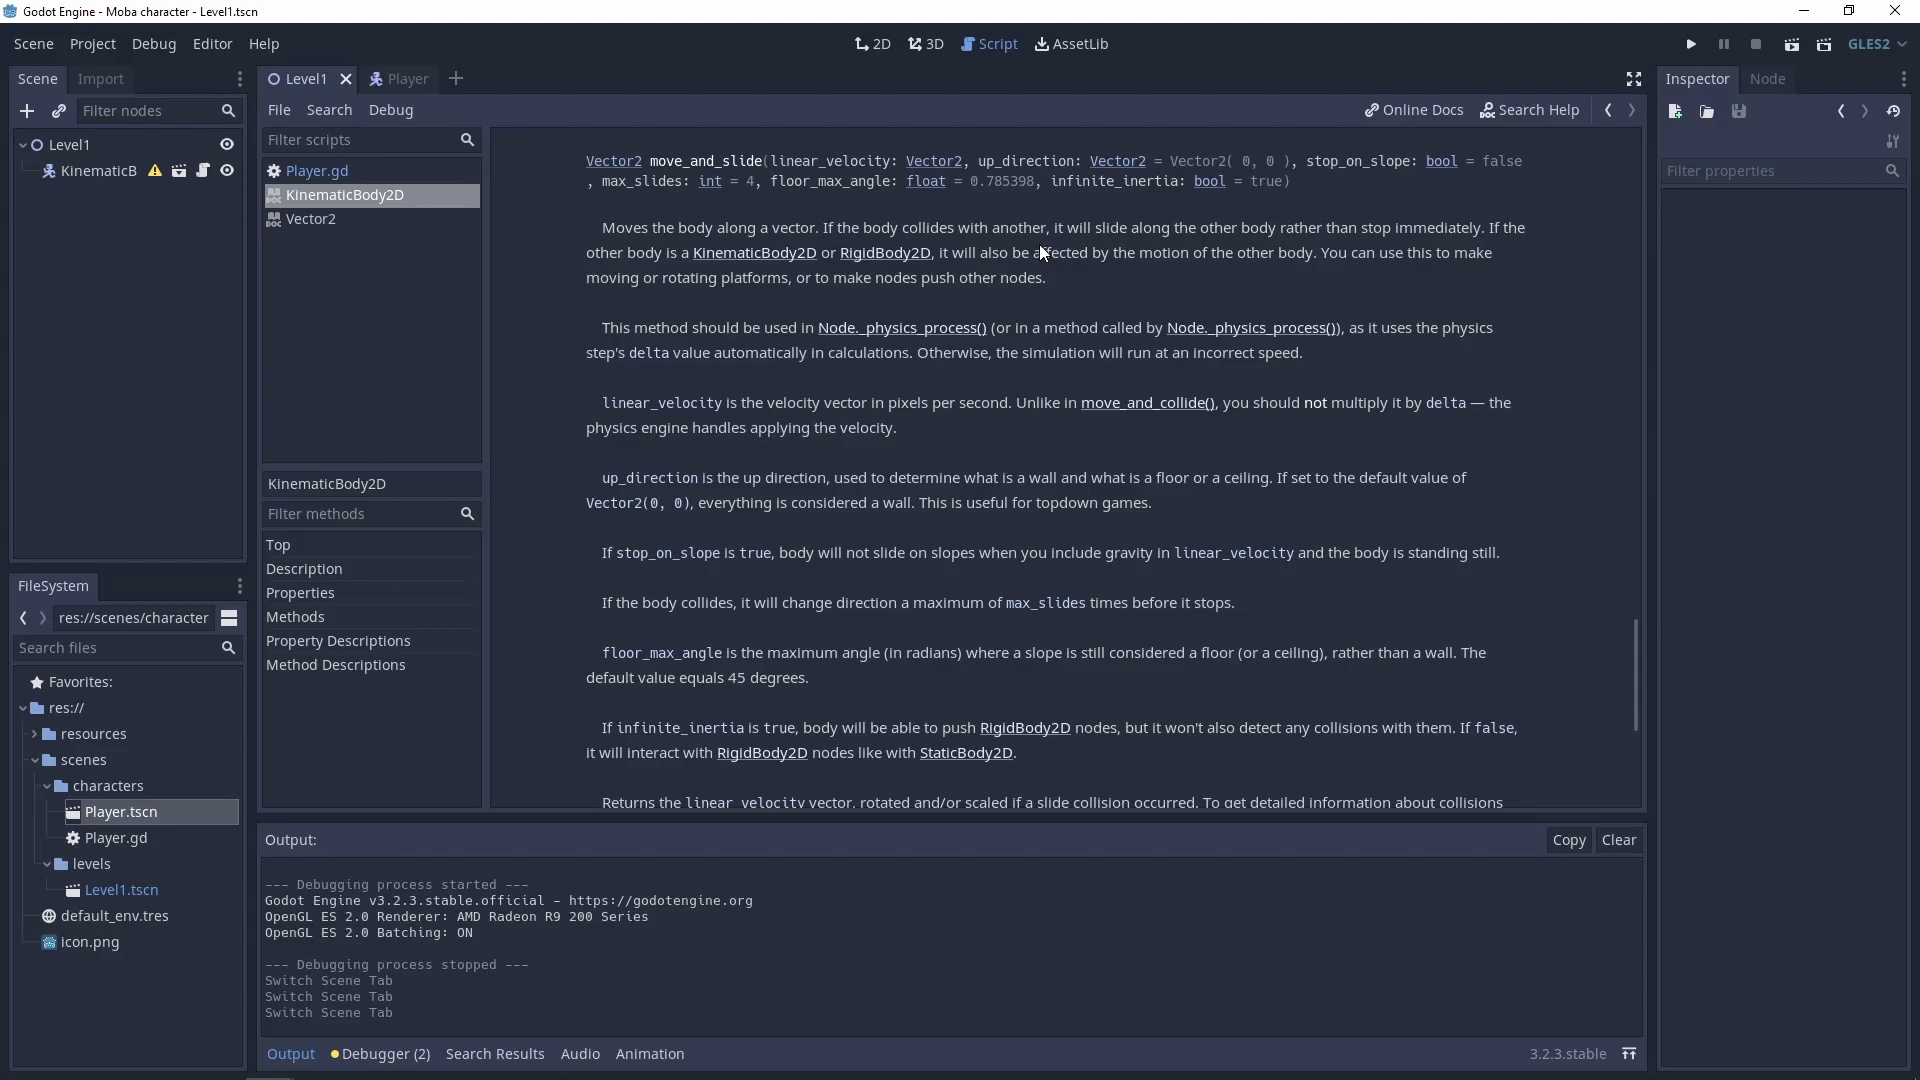 Godot Engine - Moba character - Level1.tscn
Scene Project Debug Editor Help
2D 3D Script AssetLib
GLES2
Scene Import
Filter nodes
Level1
KinematicB
FileSystem
res://scenes/character
Search files
Favorites:
res://
resources
scenes
characters
Player.tscn
Player.gd
levels
Level1.tscn
default_env.tres
icon.png
Level1 Player
File Search Debug
Online Docs Search Help
Filter scripts
Player.gd
KinematicBody2D
Vector2
KinematicBody2D
Filter methods
Top
Description
Properties
Methods
Property Descriptions
Method Descriptions
Vector2 move_and_slide(linear_velocity: Vector2, up_direction: Vector2 = Vector2( 0, 0 ), stop_on_slope: bool = false
, max_slides: int = 4, floor_max_angle: float = 0.785398, infinite_inertia: bool = true)
Moves the body along a vector. If the body collides with another, it will slide along the other body rather than stop immediately. If the
other body is a KinematicBody2D or RigidBody2D, it will also be affected by the motion of the other body. You can use this to make
moving or rotating platforms, or to make nodes push other nodes.
This method should be used in Node._physics_process() (or in a method called by Node._physics_process()), as it uses the physics
step's delta value automatically in calculations. Otherwise, the simulation will run at an incorrect speed.
linear_velocity is the velocity vector in pixels per second. Unlike in move_and_collide(), you should not multiply it by delta — the
physics engine handles applying the velocity.
up_direction is the up direction, used to determine what is a wall and what is a floor or a ceiling. If set to the default value of
Vector2(0, 0), everything is considered a wall. This is useful for topdown games.
If stop_on_slope is true, body will not slide on slopes when you include gravity in linear_velocity and the body is standing still.
If the body collides, it will change direction a maximum of max_slides times before it stops.
floor_max_angle is the maximum angle (in radians) where a slope is still considered a floor (or a ceiling), rather than a wall. The
default value equals 45 degrees.
If infinite_inertia is true, body will be able to push RigidBody2D nodes, but it won't also detect any collisions with them. If false,
it will interact with RigidBody2D nodes like with StaticBody2D.
Returns the linear_velocity vector, rotated and/or scaled if a slide collision occurred. To get detailed information about collisions
Output:
Copy Clear
--- Debugging process started ---
Godot Engine v3.2.3.stable.official - https://godotengine.org
OpenGL ES 2.0 Renderer: AMD Radeon R9 200 Series
OpenGL ES 2.0 Batching: ON
--- Debugging process stopped ---
Switch Scene Tab
Switch Scene Tab
Switch Scene Tab
Output Debugger (2) Search Results Audio Animation
3.2.3.stable
Inspector Node
Filter properties